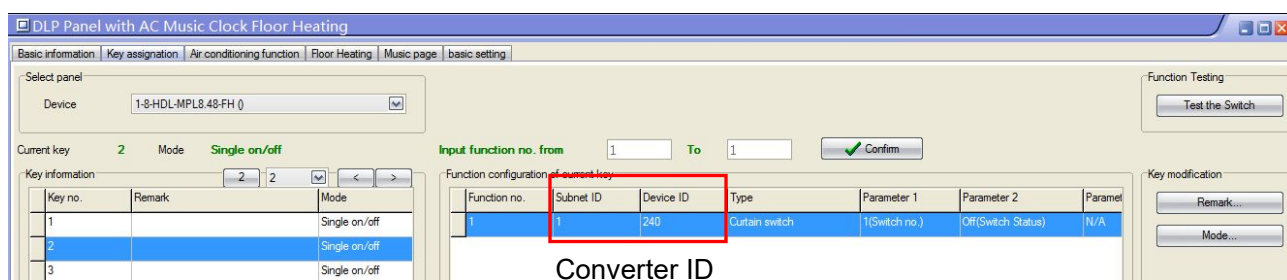 DLP Panel with AC Music Clock Floor Heating
Basic information Key assignation Air conditioning function Floor Heating Music page basic setting
Select panel
Device 1-8-HDL-MPL8.48-FH ()
Function Testing
Test the Switch
Current key 2 Mode Single on/off Input function no. from 1 To 1 Confirm
Key information 2 2 < >
Function configuration of current key
Key modification
Key no. Remark Mode
Function no. Subnet ID Device ID Type Parameter 1 Parameter 2 Paramet
Remark...
1 Single on/off
1 1 240 Curtain switch 1(Switch no.) Off(Switch Status) N/A
2 Single on/off
Mode...
3 Single on/off
Converter ID